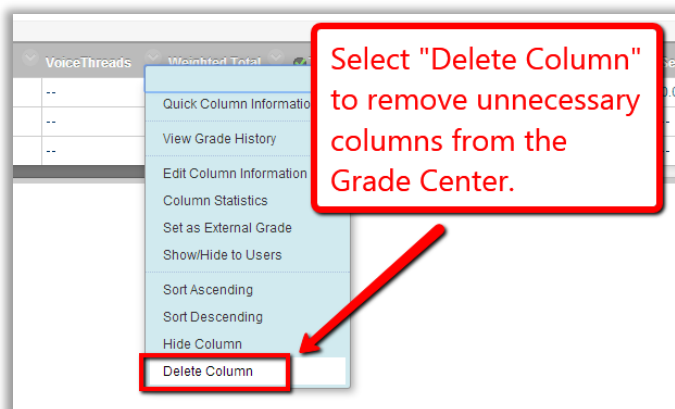 VoiceThreads Weighted Total
Select "Delete Column"
to remove unnecessary
columns from the
Grade Center.
--
--
--
Quick Column Informatio
View Grade History
Edit Column Information
Column Statistics
Set as External Grade
Show/Hide to Users
Sort Ascending
Sort Descending
Hide Column
Delete Column